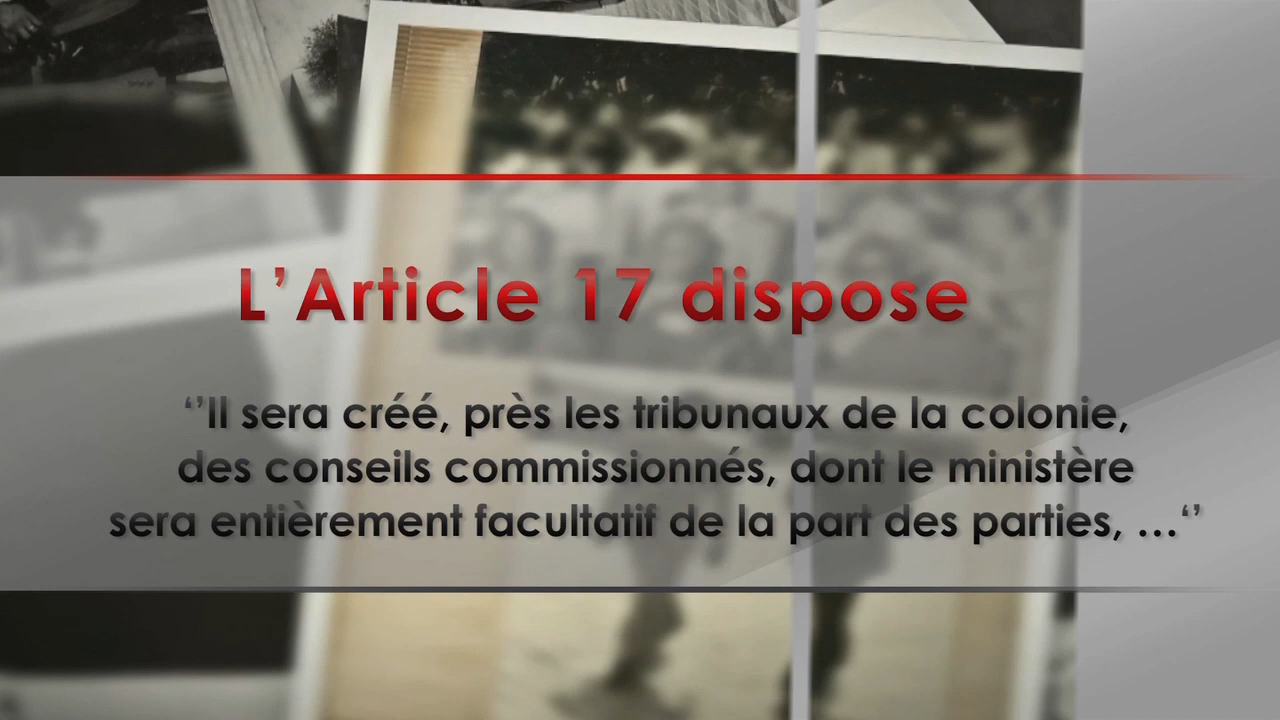 L’Article 17 dispose
‘’Il sera créé, près les tribunaux de la colonie,
des conseils commissionnés, dont le ministère
sera entièrement facultatif de la part des parties, ...‘’